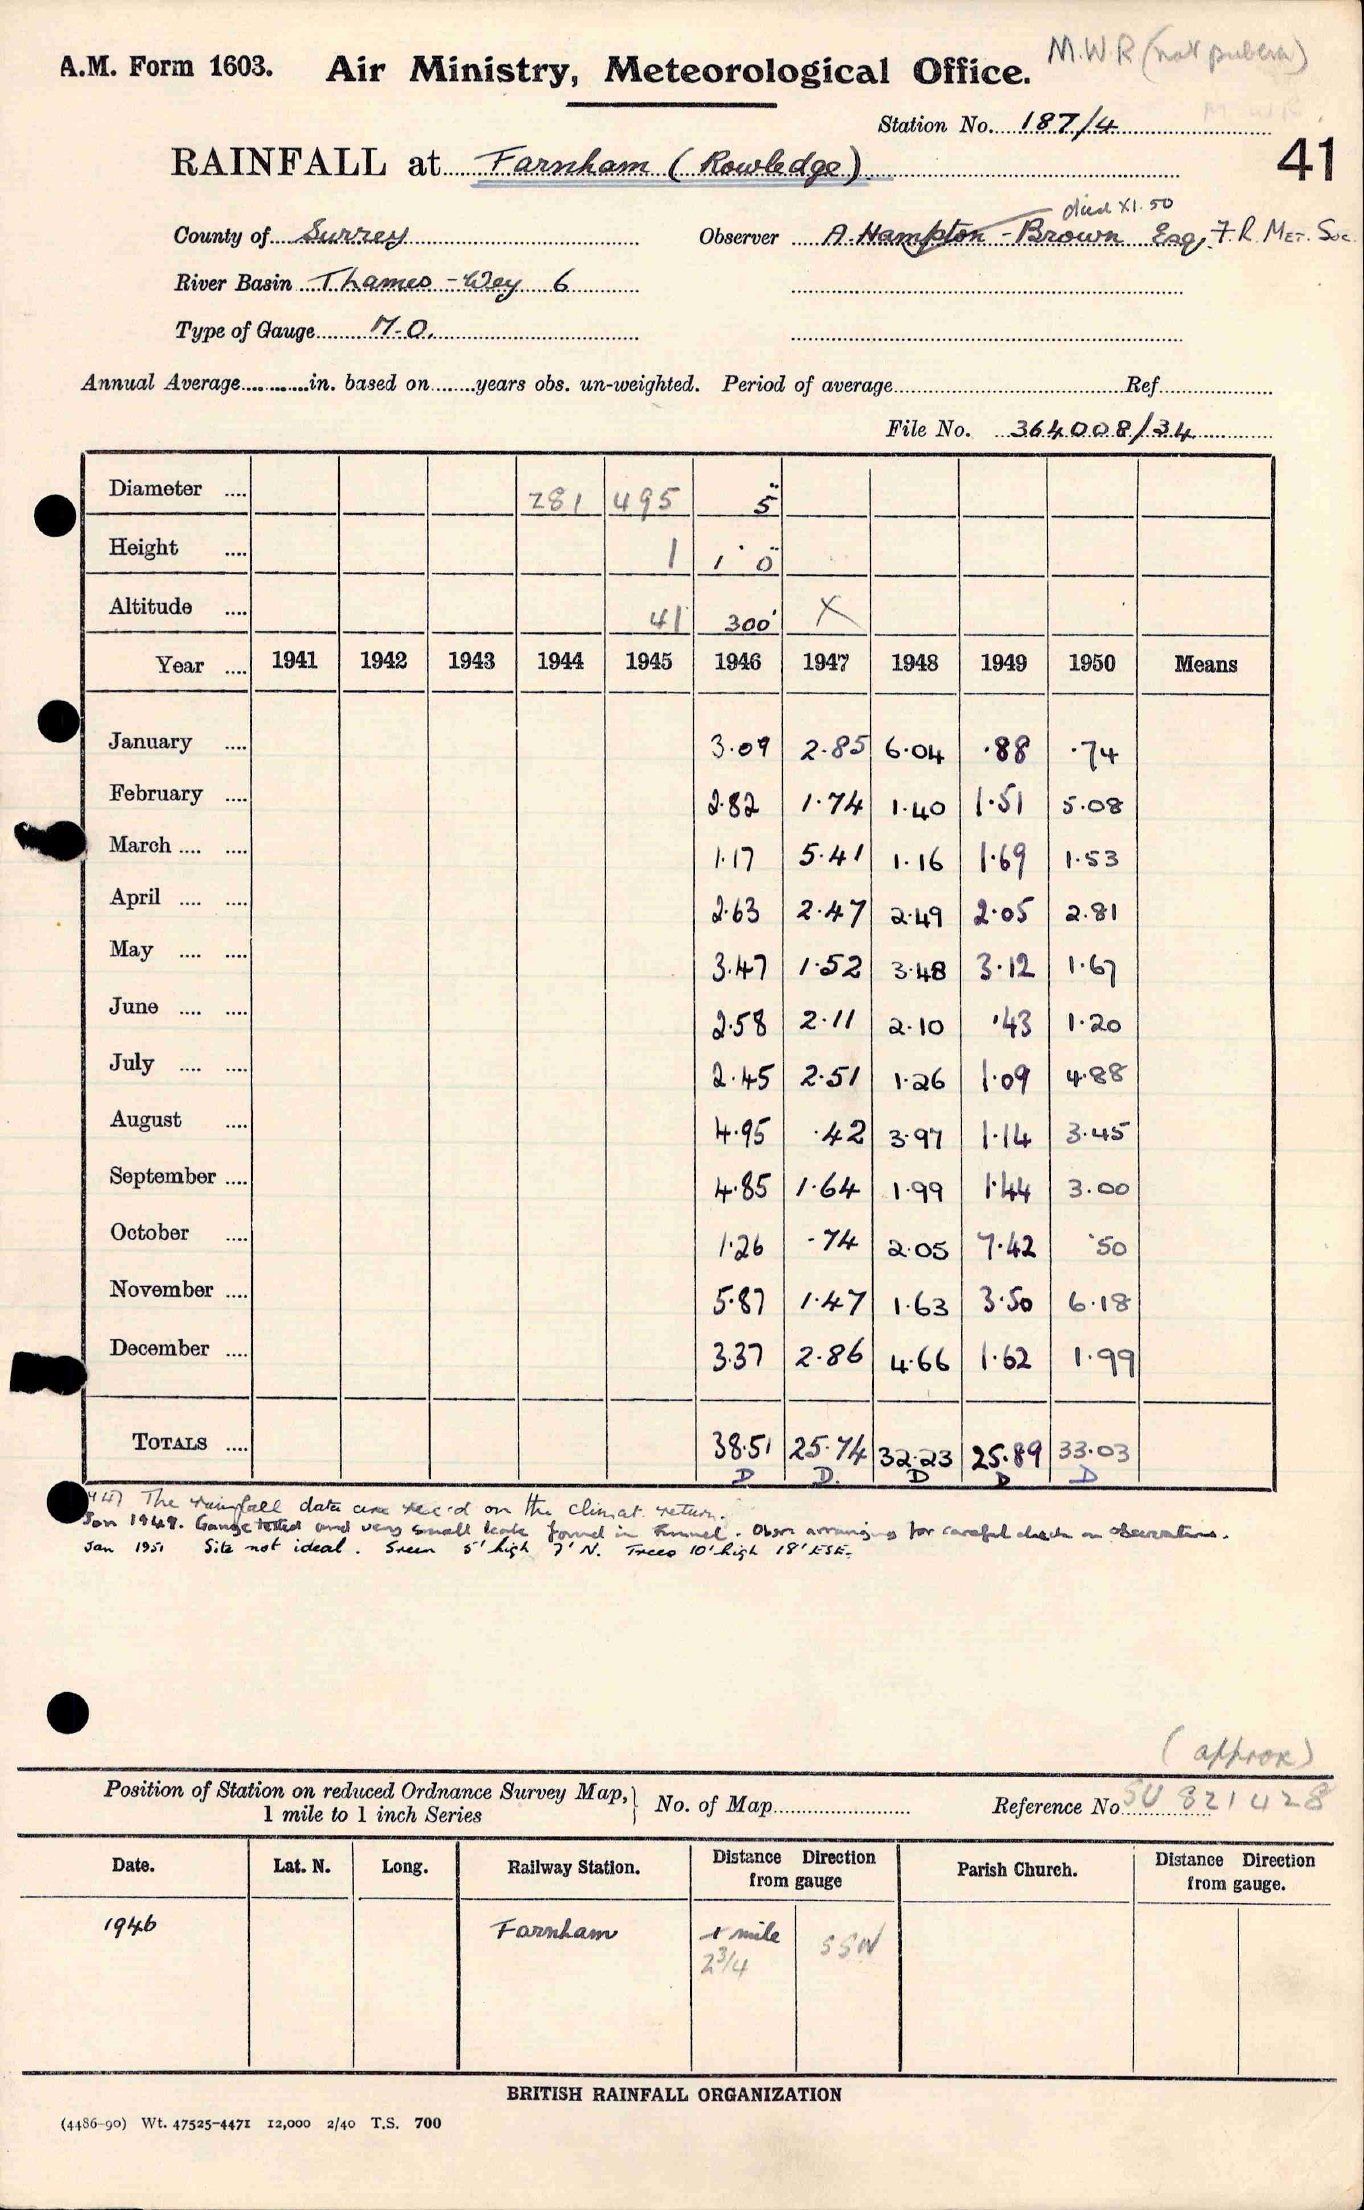 M.W.R (not
A.M. Form 1603. Air Ministry, Meteorological Office.
M W R.
Station No. 187/4
RAINFALL at Farnham (Rowledge) 41
died XI.50
County of Surrey Observer A. Hampton-Brown Esq, F.R.Met.Soc.
River Basin Thames - Wey 6
Type of Gauge M.O.
Annual Average in. based on years obs. un-weighted. Period of average Ref
File No. 364008/34
Diameter 281 495 5"
Height 1 1' 0"
Altitude 41 300' X
Year 1941 1942 1943 1944 1945 1946 1947 1948 1949 1950 Means
January 3.09 2.85 6.04 .88 .74
February 2.82 1.74 1.40 1.51 5.08
March 1.17 5.41 1.16 1.69 1.53
April 2.63 2.47 2.49 2.05 2.81
May 3.47 1.52 3.48 3.12 1.67
June 2.58 2.11 2.10 .43 1.20
July 2.45 2.51 1.26 1.09 4.88
August 4.95 .42 3.97 1.14 3.45
September 4.85 1.64 1.99 1.44 3.00
October 1.26 .74 2.05 7.42 .50
November 5.87 1.47 1.63 3.50 6.18
December 3.37 2.86 4.66 1.62 1.99
TOTALS 38.51 25.74 32.23 25.89 33.03
D D. D D D
The rainfall data are rec'd on the climat. return.
Jan 1949. Gauge tested and very small leak found in Funnel. Obsr arranging for careful check on observations.
Jan 1951 Site not ideal. Sreen 5' high 7' N. Trees 10' high 18' ESE.
(approx)
Position of Station on reduced Ordnance Survey Map, 1 mile to 1 inch Series } No. of Map Reference No SU 821428
Date. Lat. N. Long. Railway Station. Distance Direction from gauge Parish Church. Distance Direction from gauge.
1946 Farnham 1 mile SSW
2 3/4
BRITISH RAINFALL ORGANIZATION
(4486-90) Wt. 47525-4471 12,000 2/40 T.S. 700